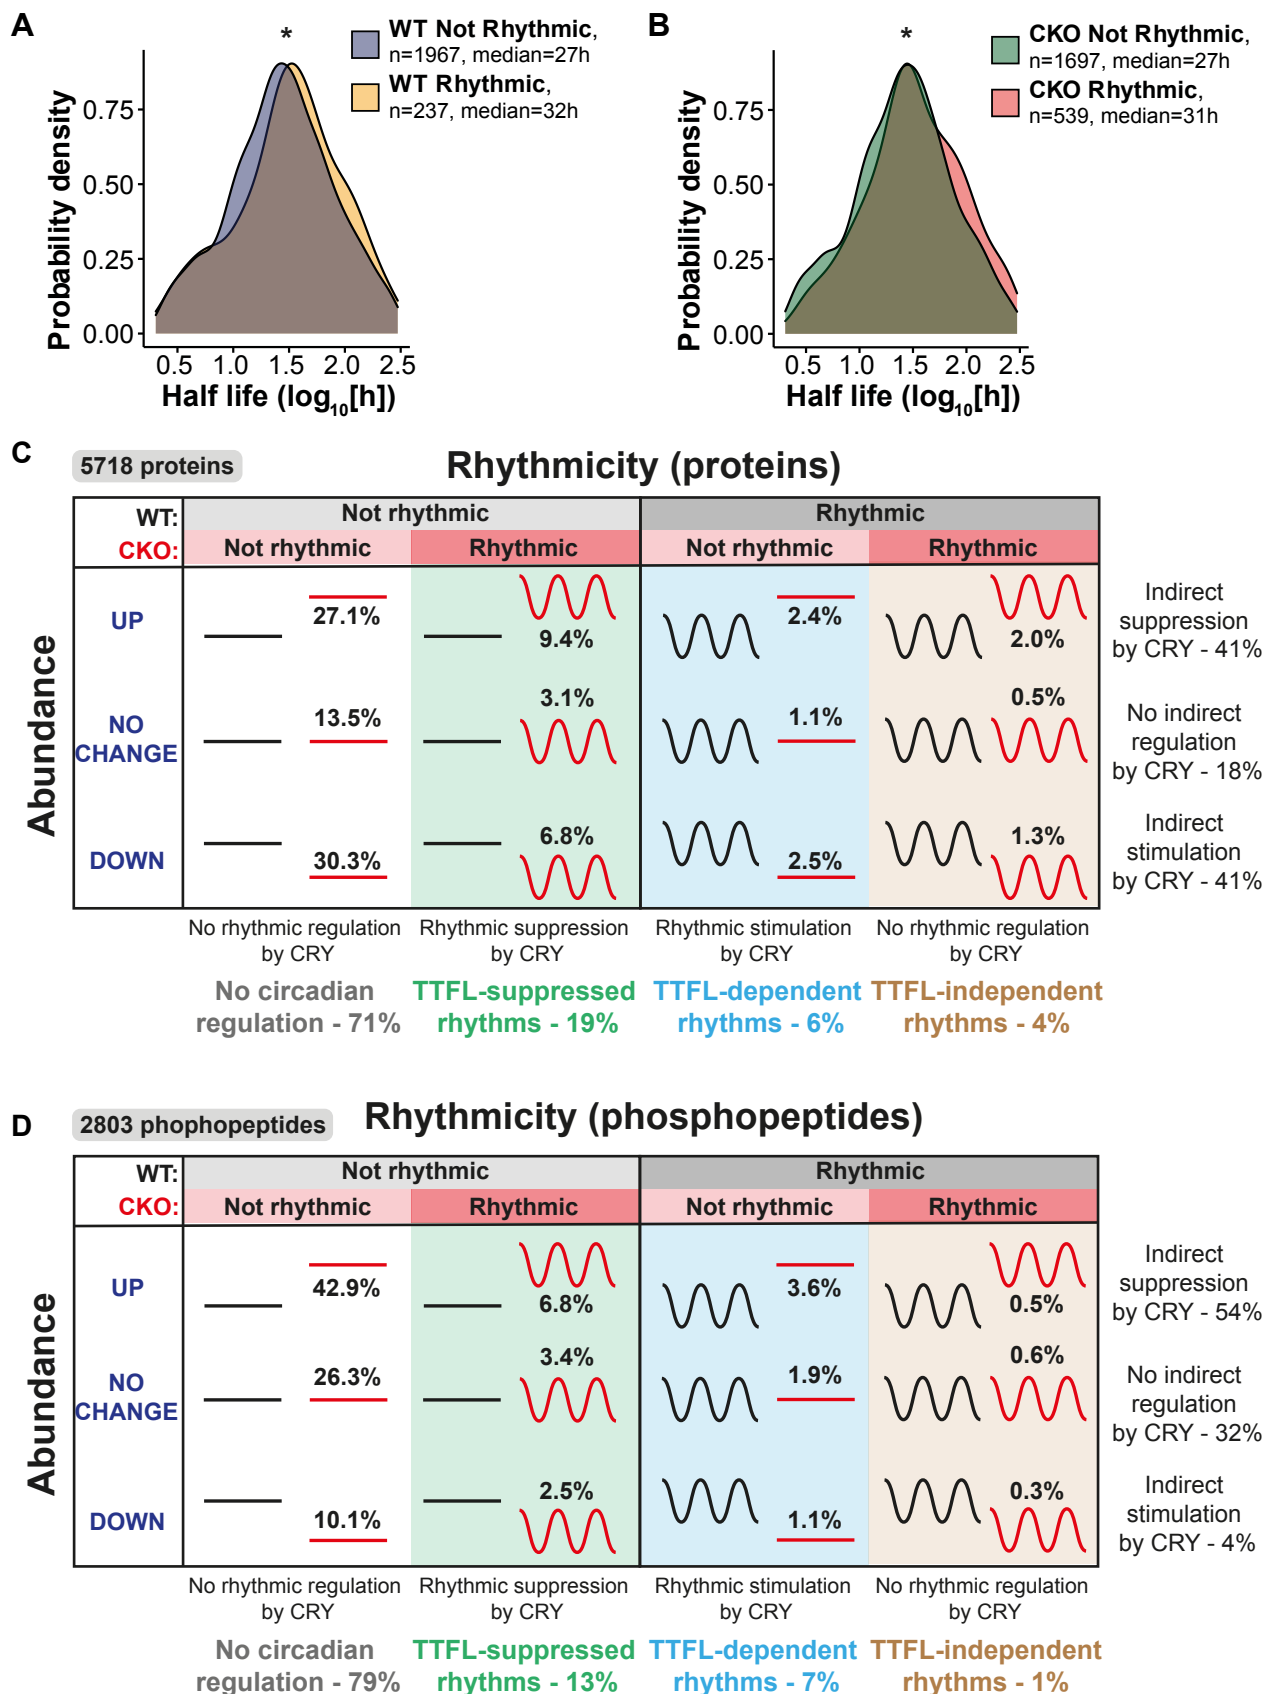 A
*
WT Not Rhythmic,
n=1967, median=27h
WT Rhythmic,
n=237, median=32h
Probability density
0.75
0.50
0.25
0.00
0.5 1.0 1.5 2.0 2.5
Half life (log10[h])
B
*
CKO Not Rhythmic,
n=1697, median=27h
CKO Rhythmic,
n=539, median=31h
Probability density
0.75
0.50
0.25
0.00
0.5 1.0 1.5 2.0 2.5
Half life (log10[h])
C
5718 proteins
Rhythmicity (proteins)
WT: Not rhythmic Rhythmic
CKO: Not rhythmic Rhythmic Not rhythmic Rhythmic
Abundance
UP
27.1%
9.4%
2.4%
2.0%
Indirect
suppression
by CRY - 41%
NO
CHANGE
13.5%
3.1%
1.1%
0.5%
No indirect
regulation
by CRY - 18%
DOWN
30.3%
6.8%
2.5%
1.3%
Indirect
stimulation
by CRY - 41%
No rhythmic regulation
by CRY
Rhythmic suppression
by CRY
Rhythmic stimulation
by CRY
No rhythmic regulation
by CRY
No circadian
regulation - 71%
TTFL-suppressed
rhythms - 19%
TTFL-dependent
rhythms - 6%
TTFL-independent
rhythms - 4%
D
2803 phophopeptides
Rhythmicity (phosphopeptides)
WT: Not rhythmic Rhythmic
CKO: Not rhythmic Rhythmic Not rhythmic Rhythmic
Abundance
UP
42.9%
6.8%
3.6%
0.5%
Indirect
suppression
by CRY - 54%
NO
CHANGE
26.3%
3.4%
1.9%
0.6%
No indirect
regulation
by CRY - 32%
DOWN
10.1%
2.5%
1.1%
0.3%
Indirect
stimulation
by CRY - 4%
No rhythmic regulation
by CRY
Rhythmic suppression
by CRY
Rhythmic stimulation
by CRY
No rhythmic regulation
by CRY
No circadian
regulation - 79%
TTFL-suppressed
rhythms - 13%
TTFL-dependent
rhythms - 7%
TTFL-independent
rhythms - 1%